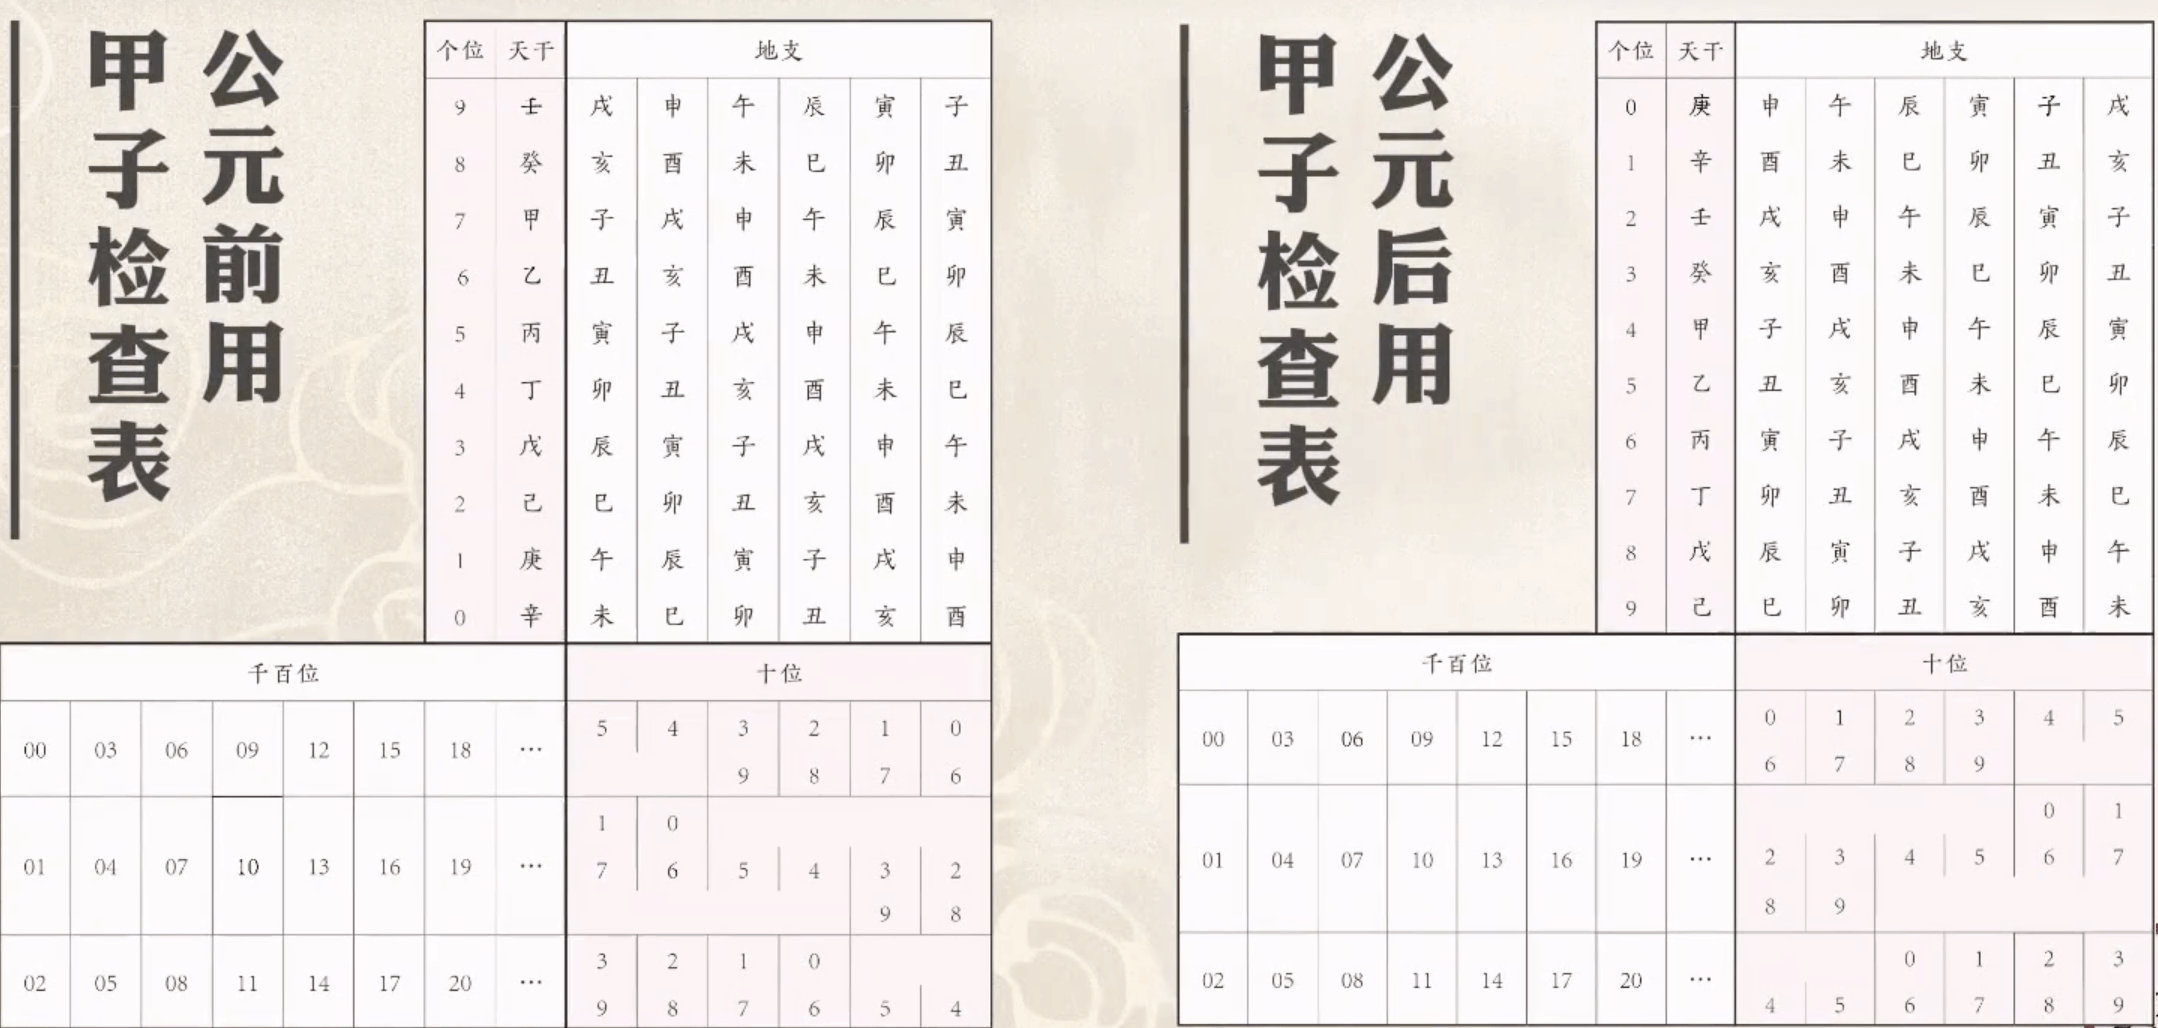 公元前用
甲子检查表
个位 天干 地支
9 壬 戌 申 午 辰 寅 子
8 癸 亥 酉 未 巳 卯 丑
7 甲 子 戌 申 午 辰 寅
6 乙 丑 亥 酉 未 巳 卯
5 丙 寅 子 戌 申 午 辰
4 丁 卯 丑 亥 酉 未 巳
3 戊 辰 寅 子 戌 申 午
2 己 巳 卯 丑 亥 酉 未
1 庚 午 辰 寅 子 戌 申
0 辛 未 巳 卯 丑 亥 酉
千百位 十位
5 4 3 2 1 0
00 03 06 09 12 15 18 …
9 8 7 6
1 0
01 04 07 10 13 16 19 …
7 6 5 4 3 2
9 8
3 2 1 0
02 05 08 11 14 17 20 …
9 8 7 6 5 4
公元后用
甲子检查表
个位 天干 地支
0 庚 申 午 辰 寅 子 戌
1 辛 酉 未 巳 卯 丑 亥
2 壬 戌 申 午 辰 寅 子
3 癸 亥 酉 未 巳 卯 丑
4 甲 子 戌 申 午 辰 寅
5 乙 丑 亥 酉 未 巳 卯
6 丙 寅 子 戌 申 午 辰
7 丁 卯 丑 亥 酉 未 巳
8 戊 辰 寅 子 戌 申 午
9 己 巳 卯 丑 亥 酉 未
千百位 十位
0 1 2 3 4 5
00 03 06 09 12 15 18 …
6 7 8 9
0 1
01 04 07 10 13 16 19 …
2 3 4 5 6 7
8 9
0 1 2 3
02 05 08 11 14 17 20 …
4 5 6 7 8 9